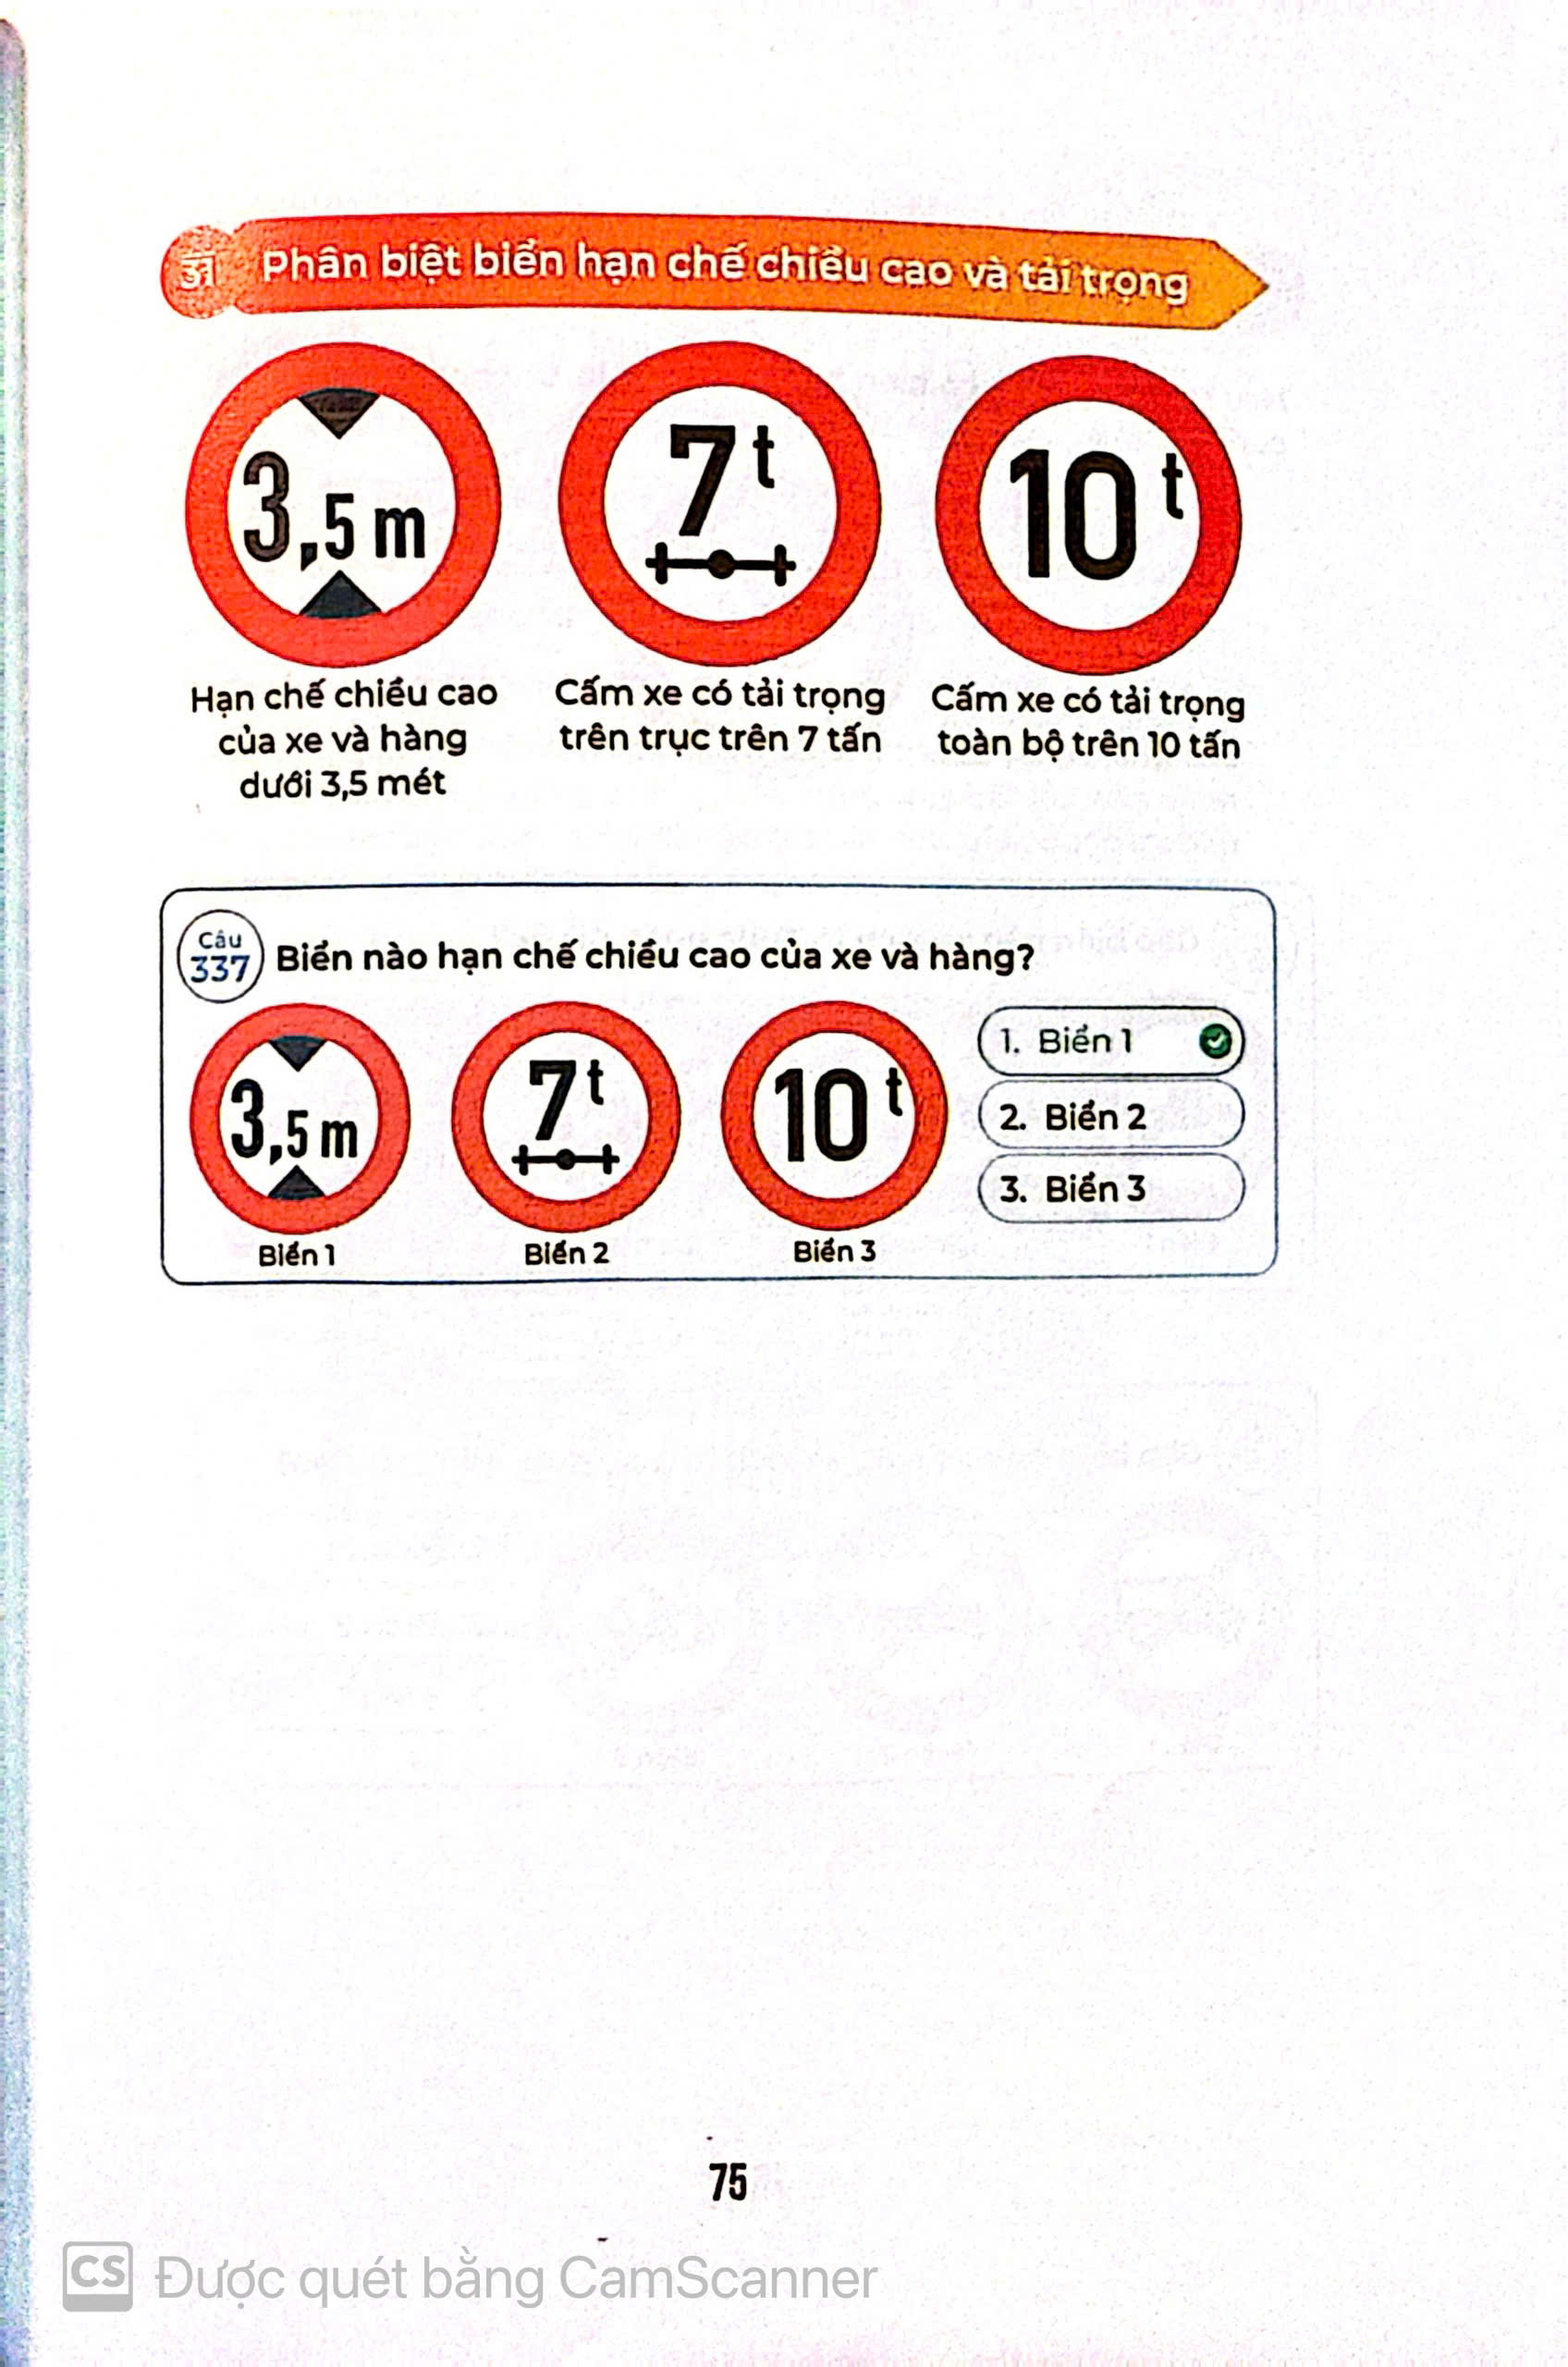 31 Phân biệt biển hạn chế chiều cao và tải trọng
3,5 m
7 t
10 t
Hạn chế chiều cao
của xe và hàng
dưới 3,5 mét
Cấm xe có tải trọng
trên trục trên 7 tấn
Cấm xe có tải trọng
toàn bộ trên 10 tấn
Câu
337
Biển nào hạn chế chiều cao của xe và hàng?
3,5 m
7 t
10 t
Biển 1
Biển 2
Biển 3
1. Biển 1
2. Biển 2
3. Biển 3
75
CS Được quét bằng CamScanner